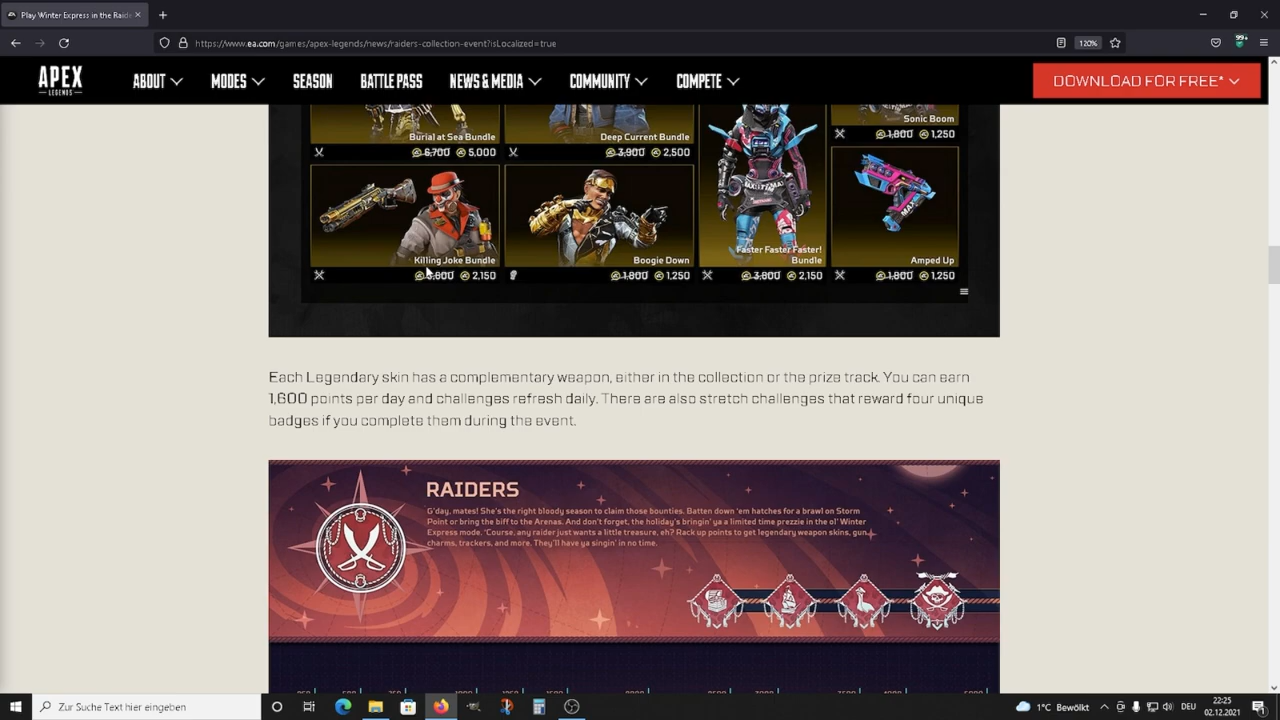 Play Winter Express in the Raide
https://www.ea.com/games/apex-legends/news/raiders-collection-event?isLocalized=true
120%
99+
APEX
LEGENDS
ABOUT
MODES
SEASON
BATTLE PASS
NEWS & MEDIA
COMMUNITY
COMPETE
DOWNLOAD FOR FREE*
Burial at Sea Bundle
6,700 5,000
Deep Current Bundle
3,900 2,500
Sonic Boom
1,800 1,250
Killing Joke Bundle
2,150
Boogie Down
1,800 1,250
Faster Faster Faster!
Bundle
3,800 2,150
Amped Up
1,800 1,250
Each Legendary skin has a complementary weapon, either in the collection or the prize track. You can earn
1,600 points per day and challenges refresh daily. There are also stretch challenges that reward four unique
badges if you complete them during the event.
RAIDERS
G'day, mates! She's the right bloody season to claim those bounties. Batten down 'em hatches for a brawl on Storm
Point or bring the biff to the Arenas. And don't forget, the holiday's bringin' ya a limited time prezzie in the ol' Winter
Express mode. 'Course, any raider just wants a little treasure, eh? Rack up points to get legendary weapon skins, gun
charms, trackers, and more. They'll have ya singin' in no time.
Zur Suche Text hier eingeben
1°C Bewölkt
DEU
22:25
02.12.2021